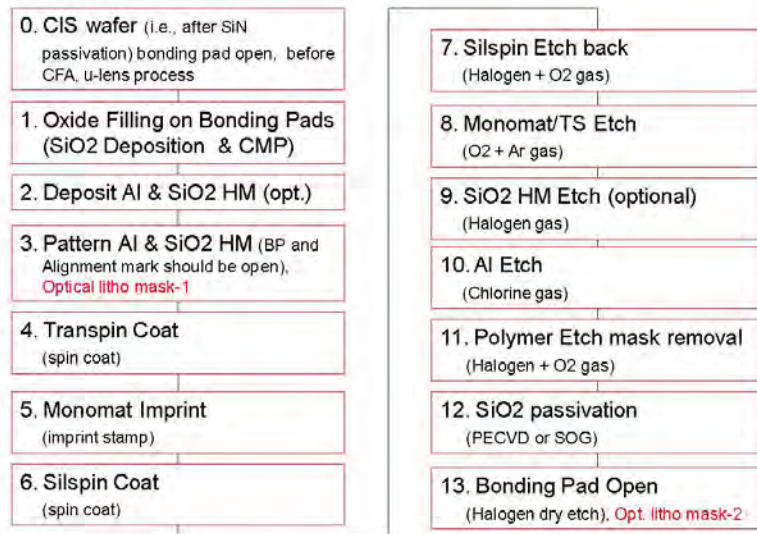 0. CIS wafer (i.e., after SiN
passivation) bonding pad open, before
CFA, u-lens process
1. Oxide Filling on Bonding Pads
(SiO2 Deposition & CMP)
2. Deposit Al & SiO2 HM (opt.)
3. Pattern Al & SiO2 HM (BP and
Alignment mark should be open),
Optical litho mask-1
4. Transpin Coat
(spin coat)
5. Monomat Imprint
(imprint stamp)
6. Silspin Coat
(spin coat)
7. Silspin Etch back
(Halogen + O2 gas)
8. Monomat/TS Etch
(O2 + Ar gas)
9. SiO2 HM Etch (optional)
(Halogen gas)
10. Al Etch
(Chlorine gas)
11. Polymer Etch mask removal
(Halogen + O2 gas)
12. SiO2 passivation
(PECVD or SOG)
13. Bonding Pad Open
(Halogen dry etch), Opt. litho mask-2